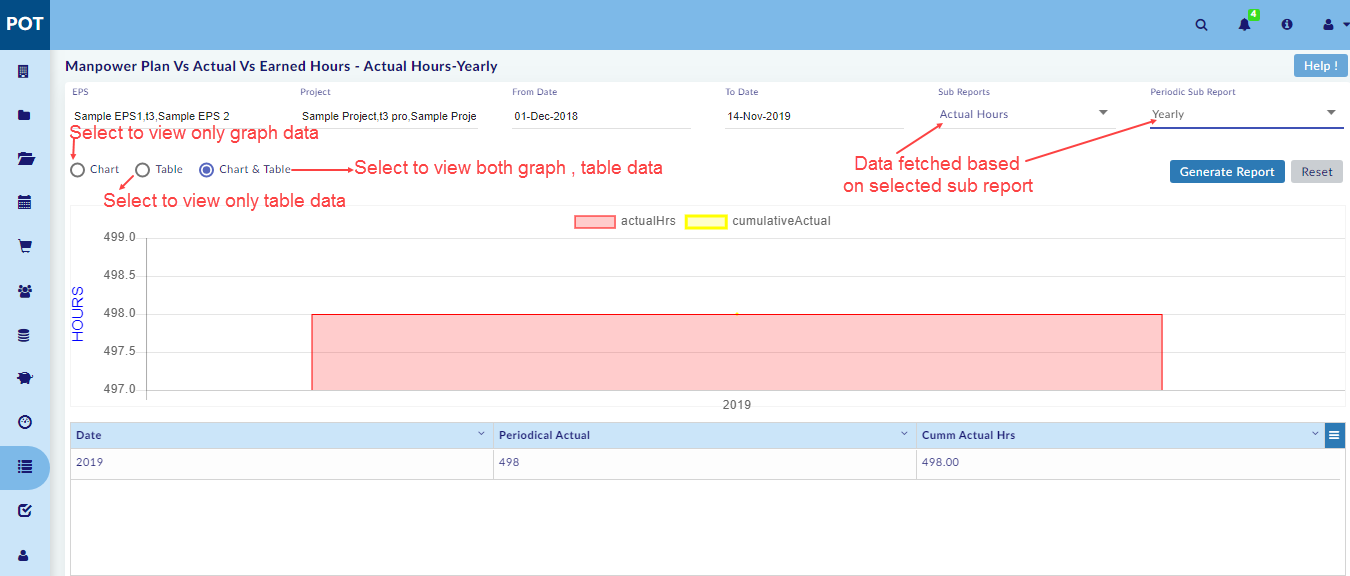 POT
4
Manpower Plan Vs Actual Vs Earned Hours - Actual Hours-Yearly
Help !
EPS
Project
From Date
To Date
Sub Reports
Periodic Sub Report
Sample EPS1,t3,Sample EPS 2
Sample Project,t3 pro,Sample Proje
01-Dec-2018
14-Nov-2019
Actual Hours
Yearly
Select to view only graph data
Chart
Table
Chart & Table
Select to view both graph , table data
Data fetched based
on selected sub report
Generate Report
Reset
Select to view only table data
actualHrs
cumulativeActual
HOURS
499.0
498.5
498.0
497.5
497.0
2019
Date
Periodical Actual
Cumm Actual Hrs
2019
498
498.00